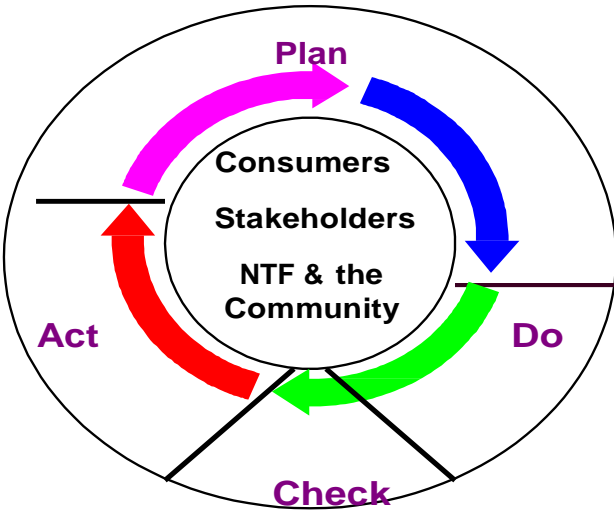 Plan
Consumers
Stakeholders
NTF & the
Community
Act
Do
Check